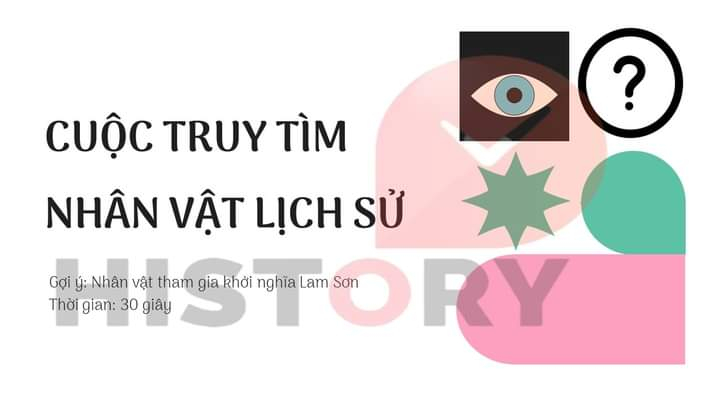 CUỘC TRUY TÌM
NHÂN VẬT LỊCH SỬ
Gợi ý: Nhân vật tham gia khởi nghĩa Lam Sơn
Thời gian: 30 giây
HISTORY
?